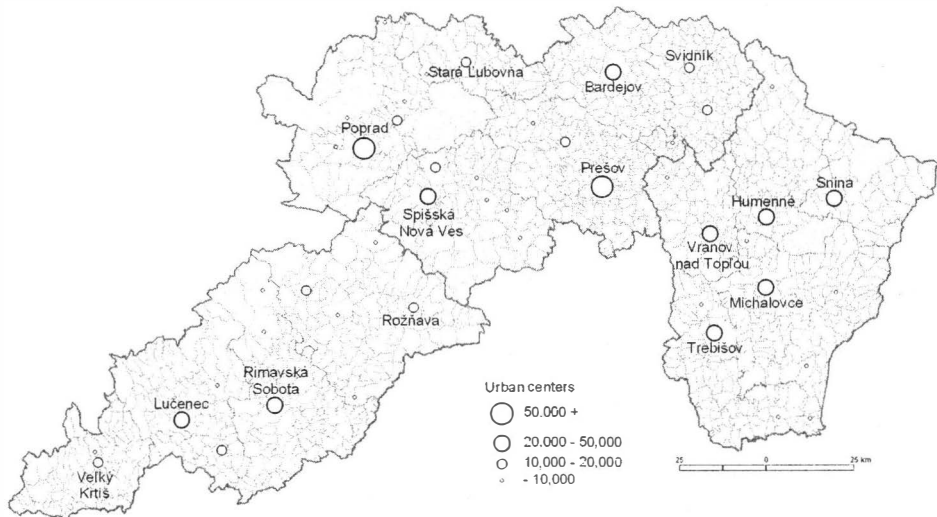 Stará Ľubovňa
Svidník
Bardejov
Poprad
Prešov
Spišská
Nová Ves
Snina
Humenné
Vranov
nad Topľou
Michalovce
Rožňava
Trebišov
Rimavská
Sobota
Lučenec
Veľký
Krtíš
Urban centers
50.000 +
20.000 - 50,000
10,000 - 20,000
- 10,000
25 0 25 km